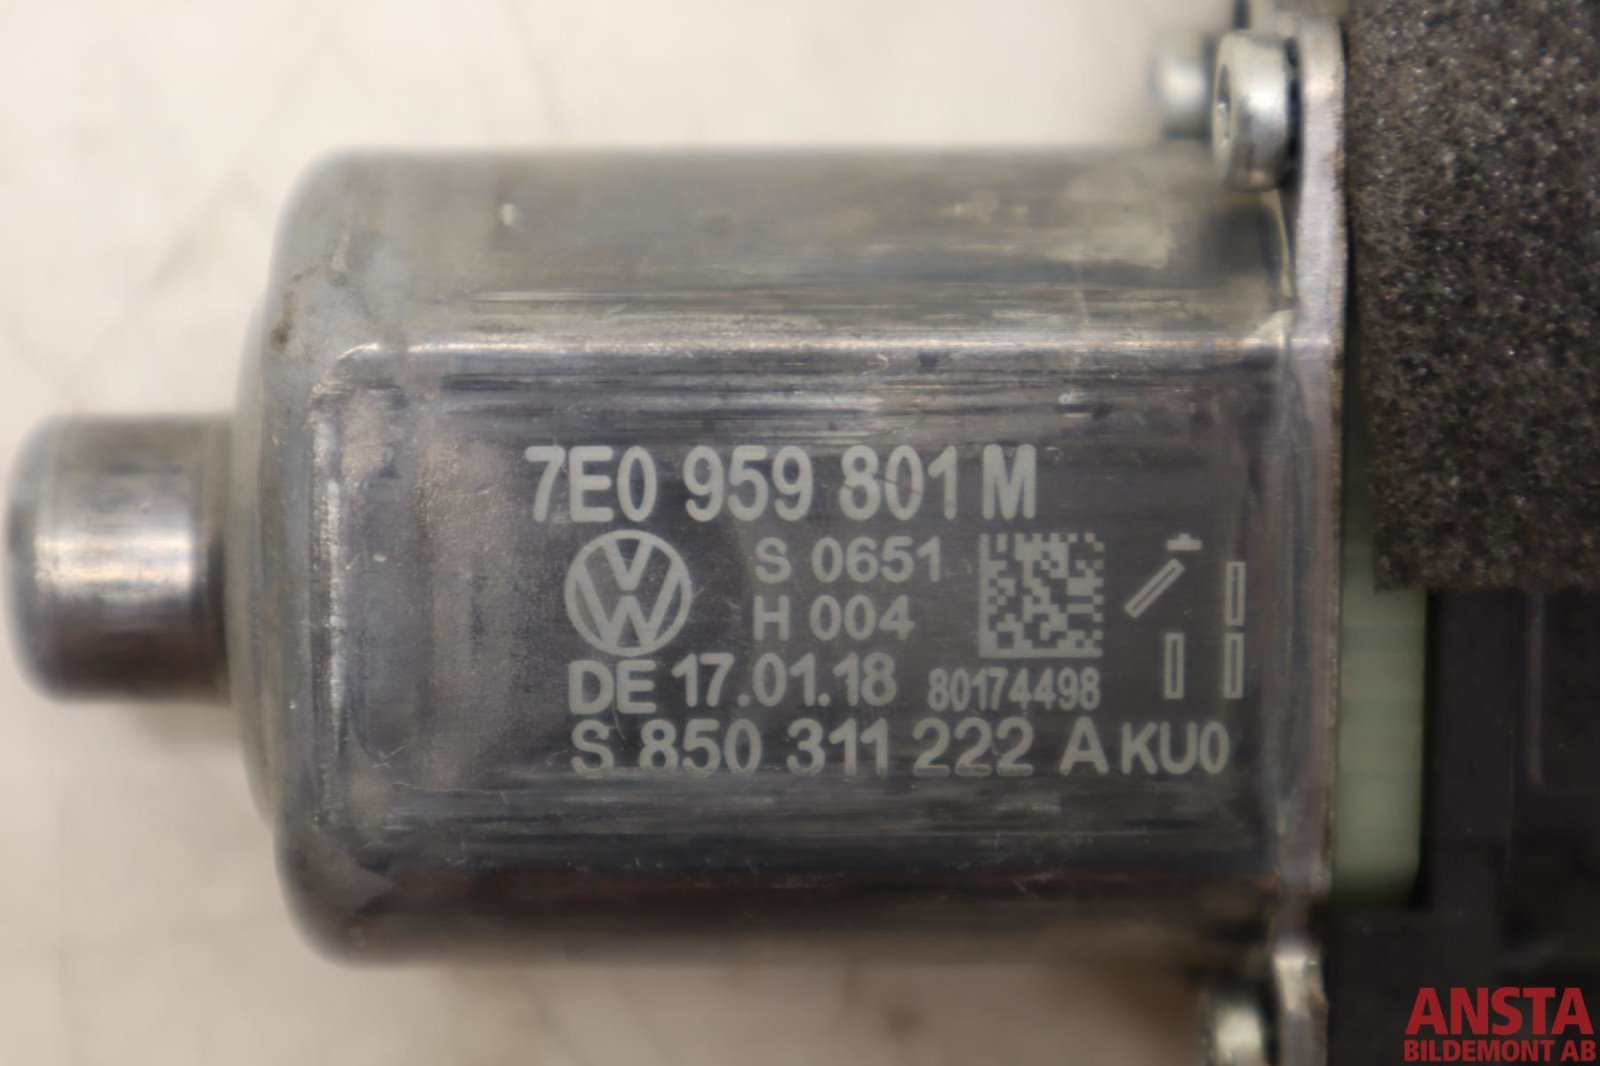 7E0 959 801 M
S 0651
H 004
DE 17.01.18 80174498
S 850 311 222 A KU0
ANSTA
BILDEMONT AB